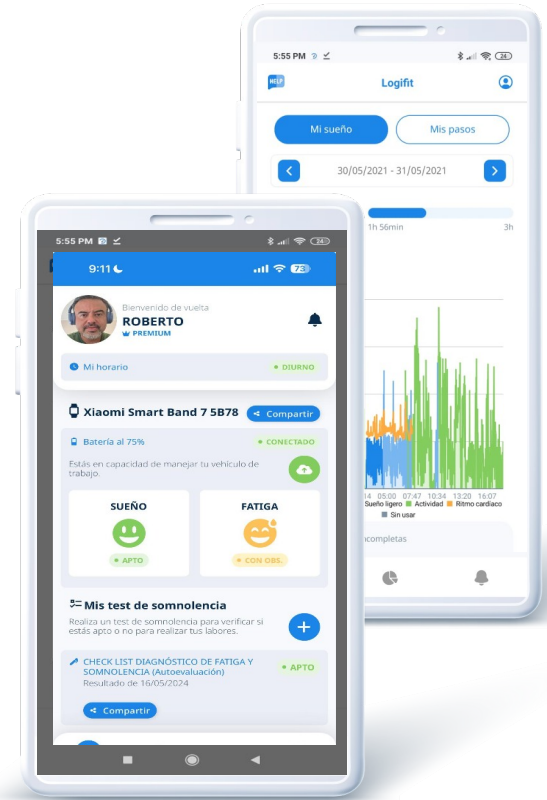 5:55 PM
24
HELP
Logifit
Mi sueño
Mis pasos
30/05/2021 - 31/05/2021
1h 56min
3h
14 05:00 07:47 10:34 13:20 16:07
Sueño ligero Actividad Ritmo cardíaco
Sin usar
ncompletas
5:55 PM
24
9:11
73
Bienvenido de vuelta
ROBERTO
PREMIUM
Mi horario
DIURNO
Xiaomi Smart Band 7 5B78
Compartir
Batería al 75%
CONECTADO
Estás en capacidad de manejar tu vehículo de
trabajo.
SUEÑO
FATIGA
APTO
CON OBS.
Mis test de somnolencia
Realiza un test de somnolencia para verificar si
estás apto o no para realizar tus labores.
CHECK LIST DIAGNÓSTICO DE FATIGA Y
SOMNOLENCIA (Autoevaluación)
APTO
Resultado de 16/05/2024
Compartir